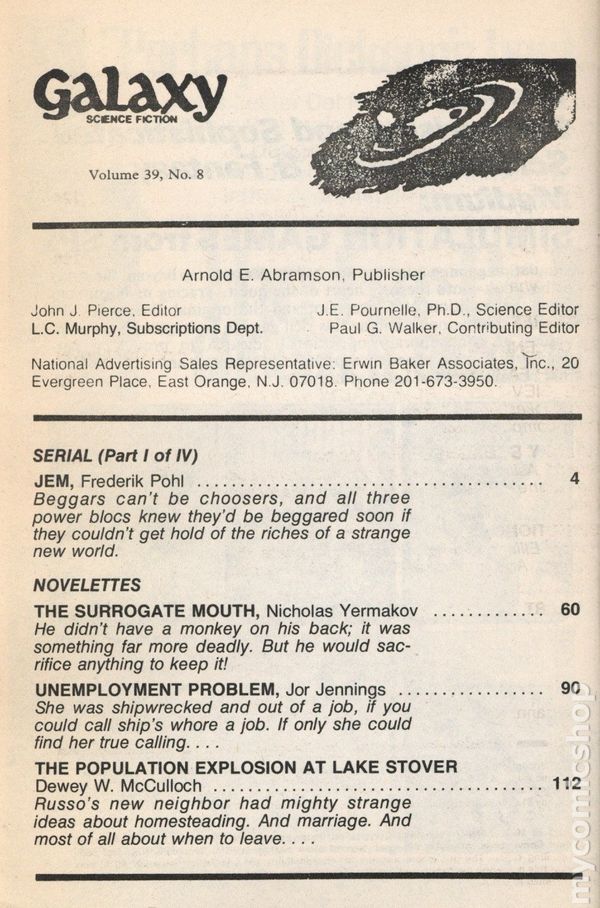 Galaxy
SCIENCE FICTION
Volume 39, No. 8
Arnold E. Abramson, Publisher
John J. Pierce, Editor
J.E. Pournelle, Ph.D., Science Editor
L.C. Murphy, Subscriptions Dept.
Paul G. Walker, Contributing Editor
National Advertising Sales Representative: Erwin Baker Associates, Inc., 20
Evergreen Place, East Orange, N.J. 07018. Phone 201-673-3950.
SERIAL (Part I of IV)
JEM, Frederik Pohl ........................................ 4
Beggars can't be choosers, and all three
power blocs knew they'd be beggared soon if
they couldn't get hold of the riches of a strange
new world.
NOVELETTES
THE SURROGATE MOUTH, Nicholas Yermakov ............. 60
He didn't have a monkey on his back; it was
something far more deadly. But he would sac-
rifice anything to keep it!
UNEMPLOYMENT PROBLEM, Jor Jennings ................. 90
She was shipwrecked and out of a job, if you
could call ship's whore a job. If only she could
find her true calling. . . .
THE POPULATION EXPLOSION AT LAKE STOVER
Dewey W. McCulloch ..................................... 112
Russo's new neighbor had mighty strange
ideas about homesteading. And marriage. And
most of all about when to leave. . . .
mycomicshop